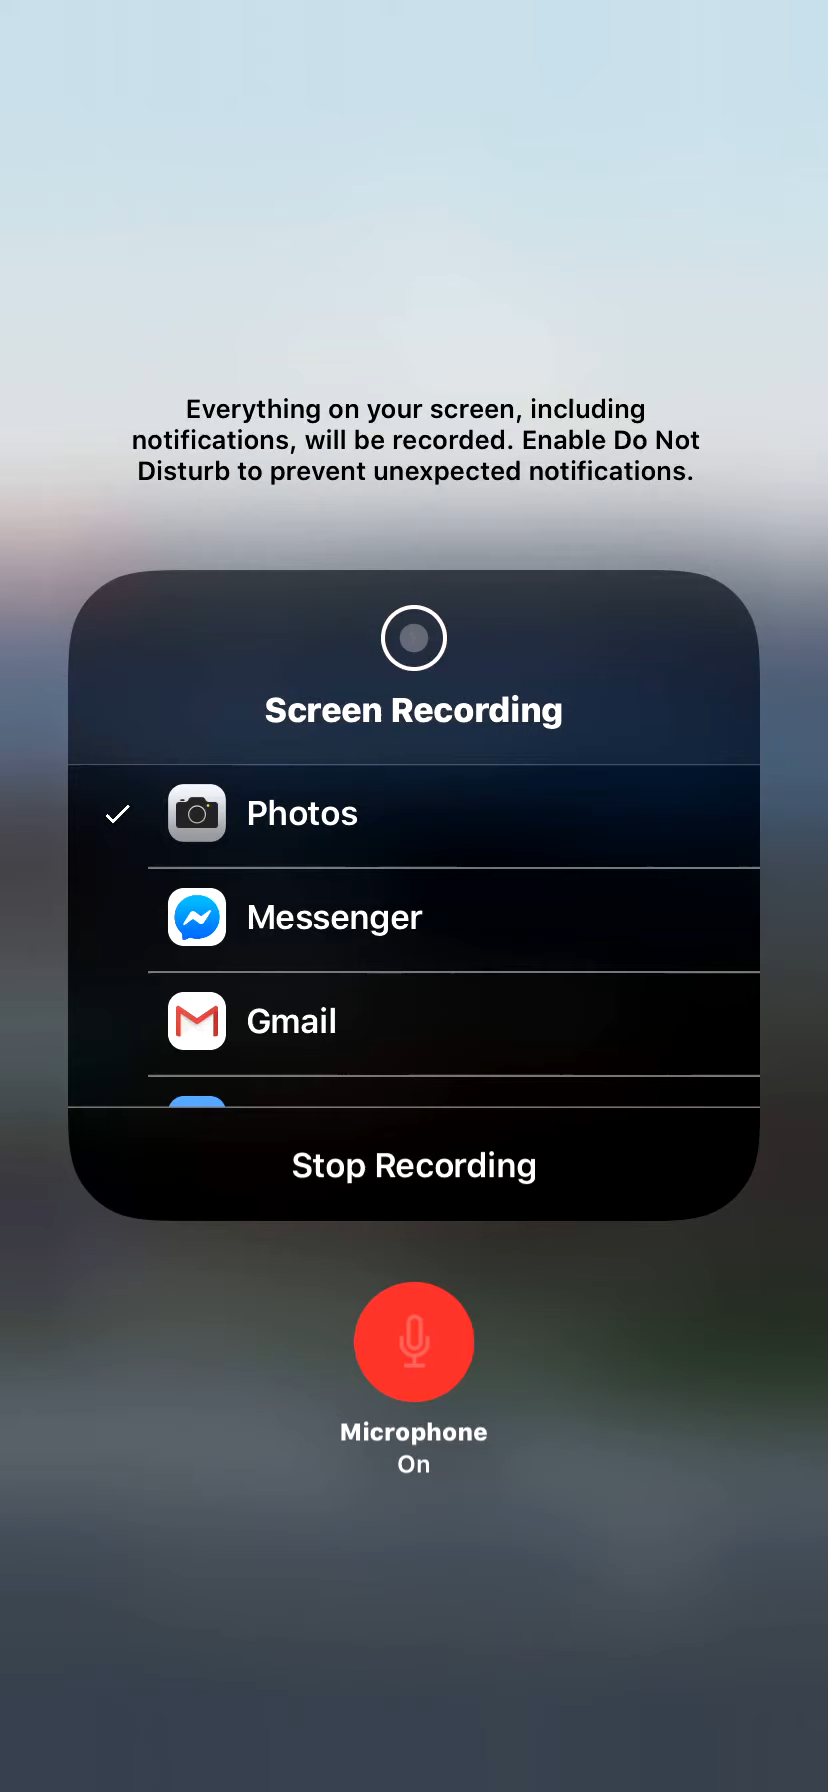 Everything on your screen, including
notifications, will be recorded. Enable Do Not
Disturb to prevent unexpected notifications.
Screen Recording
Photos
Messenger
Gmail
Stop Recording
Microphone
On